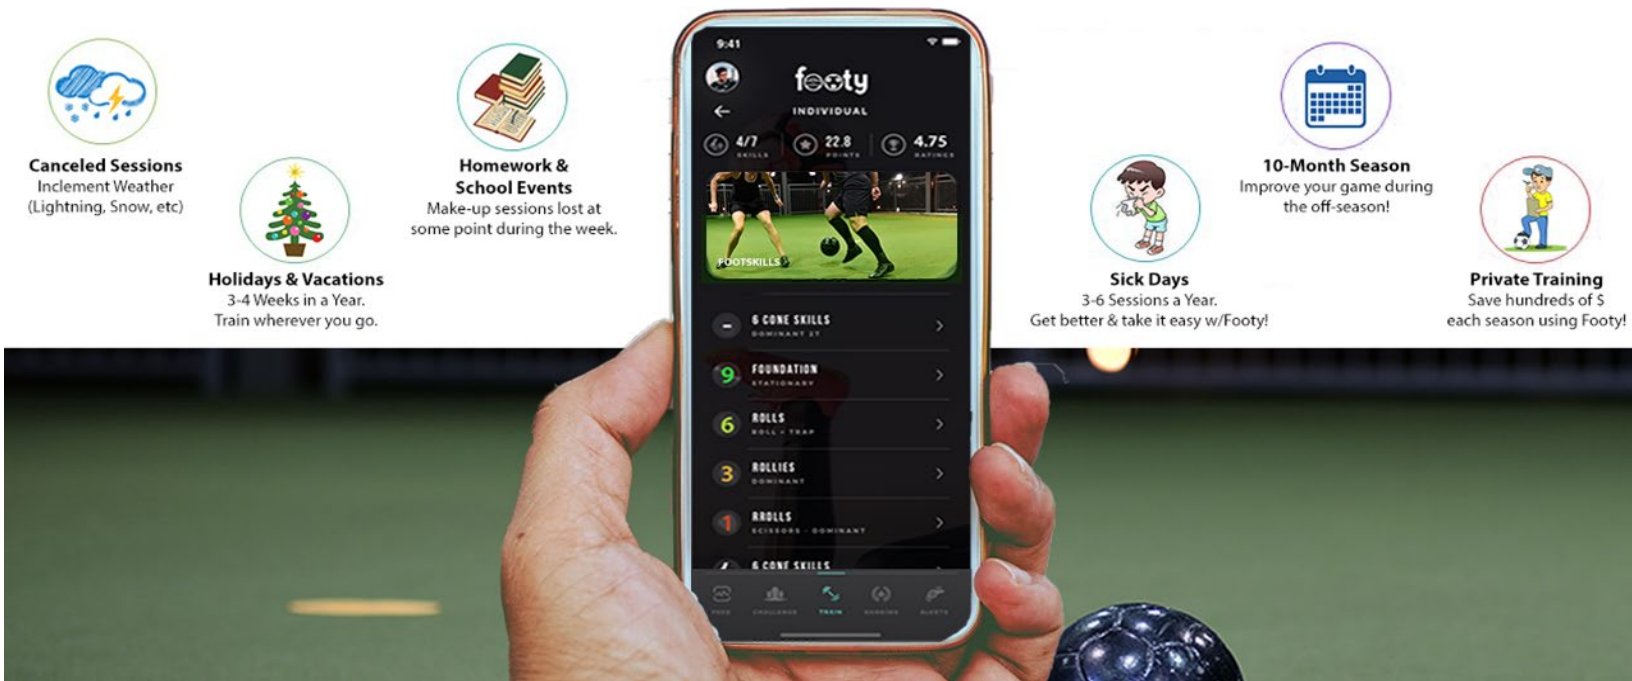 Canceled Sessions
Inclement Weather
(Lightning, Snow, etc)
Holidays & Vacations
3-4 Weeks in a Year.
Train wherever you go.
Homework &
School Events
Make-up sessions lost at
some point during the week.
9:41
footy
INDIVIDUAL
4/7
SKILLS
22.8
POINTS
4.75
RATINGS
FOOTSKILLS
6 CONE SKILLS
DOMINANT 2T
9
FOUNDATION
STATIONARY
6
ROLLS
ROLL - TRAP
3
ROLLIES
DOMINANT
1
RROLLS
SCISSORS - DOMINANT
6 CONE SKILLS
FEED
CHALLENGE
TRAIN
RANKING
ALERTS
Sick Days
3-6 Sessions a Year.
Get better & take it easy w/Footy!
10-Month Season
Improve your game during
the off-season!
Private Training
Save hundreds of $
each season using Footy!